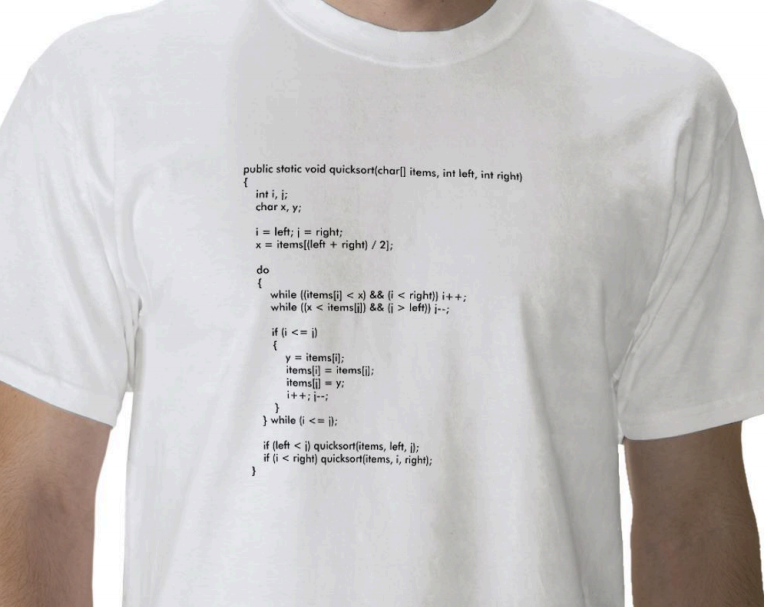 public static void quicksort(char[] items, int left, int right)
{
int i, j;
char x, y;
i = left; j = right;
x = items[(left + right) / 2];
do
{
while ((items[i] < x) && (i < right)) i++;
while ((x < items[j]) && (j > left)) j--;
if (i <= j)
{
y = items[i];
items[i] = items[j];
items[j] = y;
i++; j--;
}
} while (i <= j);
if (left < j) quicksort(items, left, j);
if (i < right) quicksort(items, i, right);
}